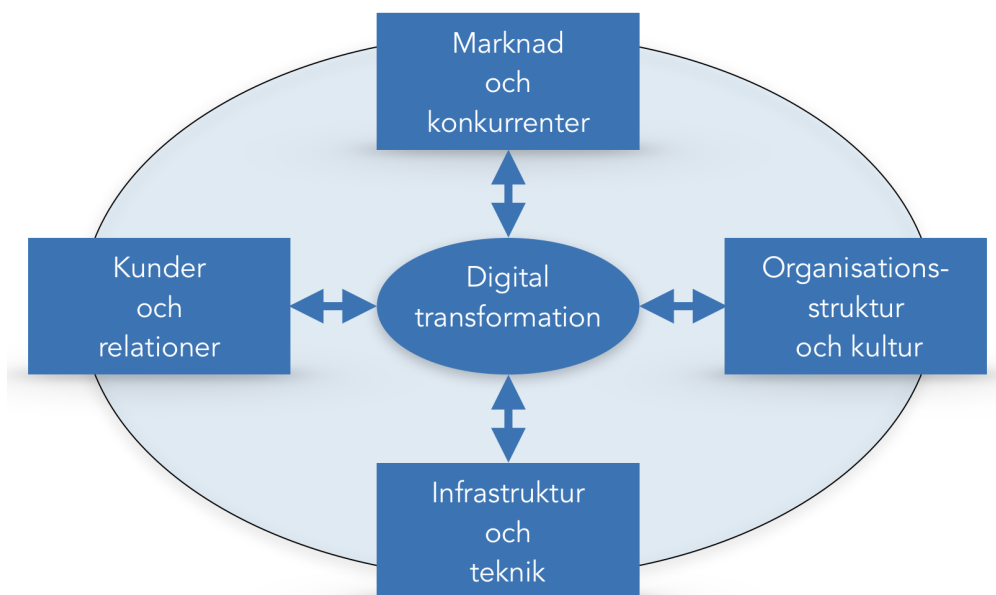 Marknad
och
konkurrenter
Kunder
och
relationer
Digital
transformation
Organisations-
struktur
och kultur
Infrastruktur
och
teknik